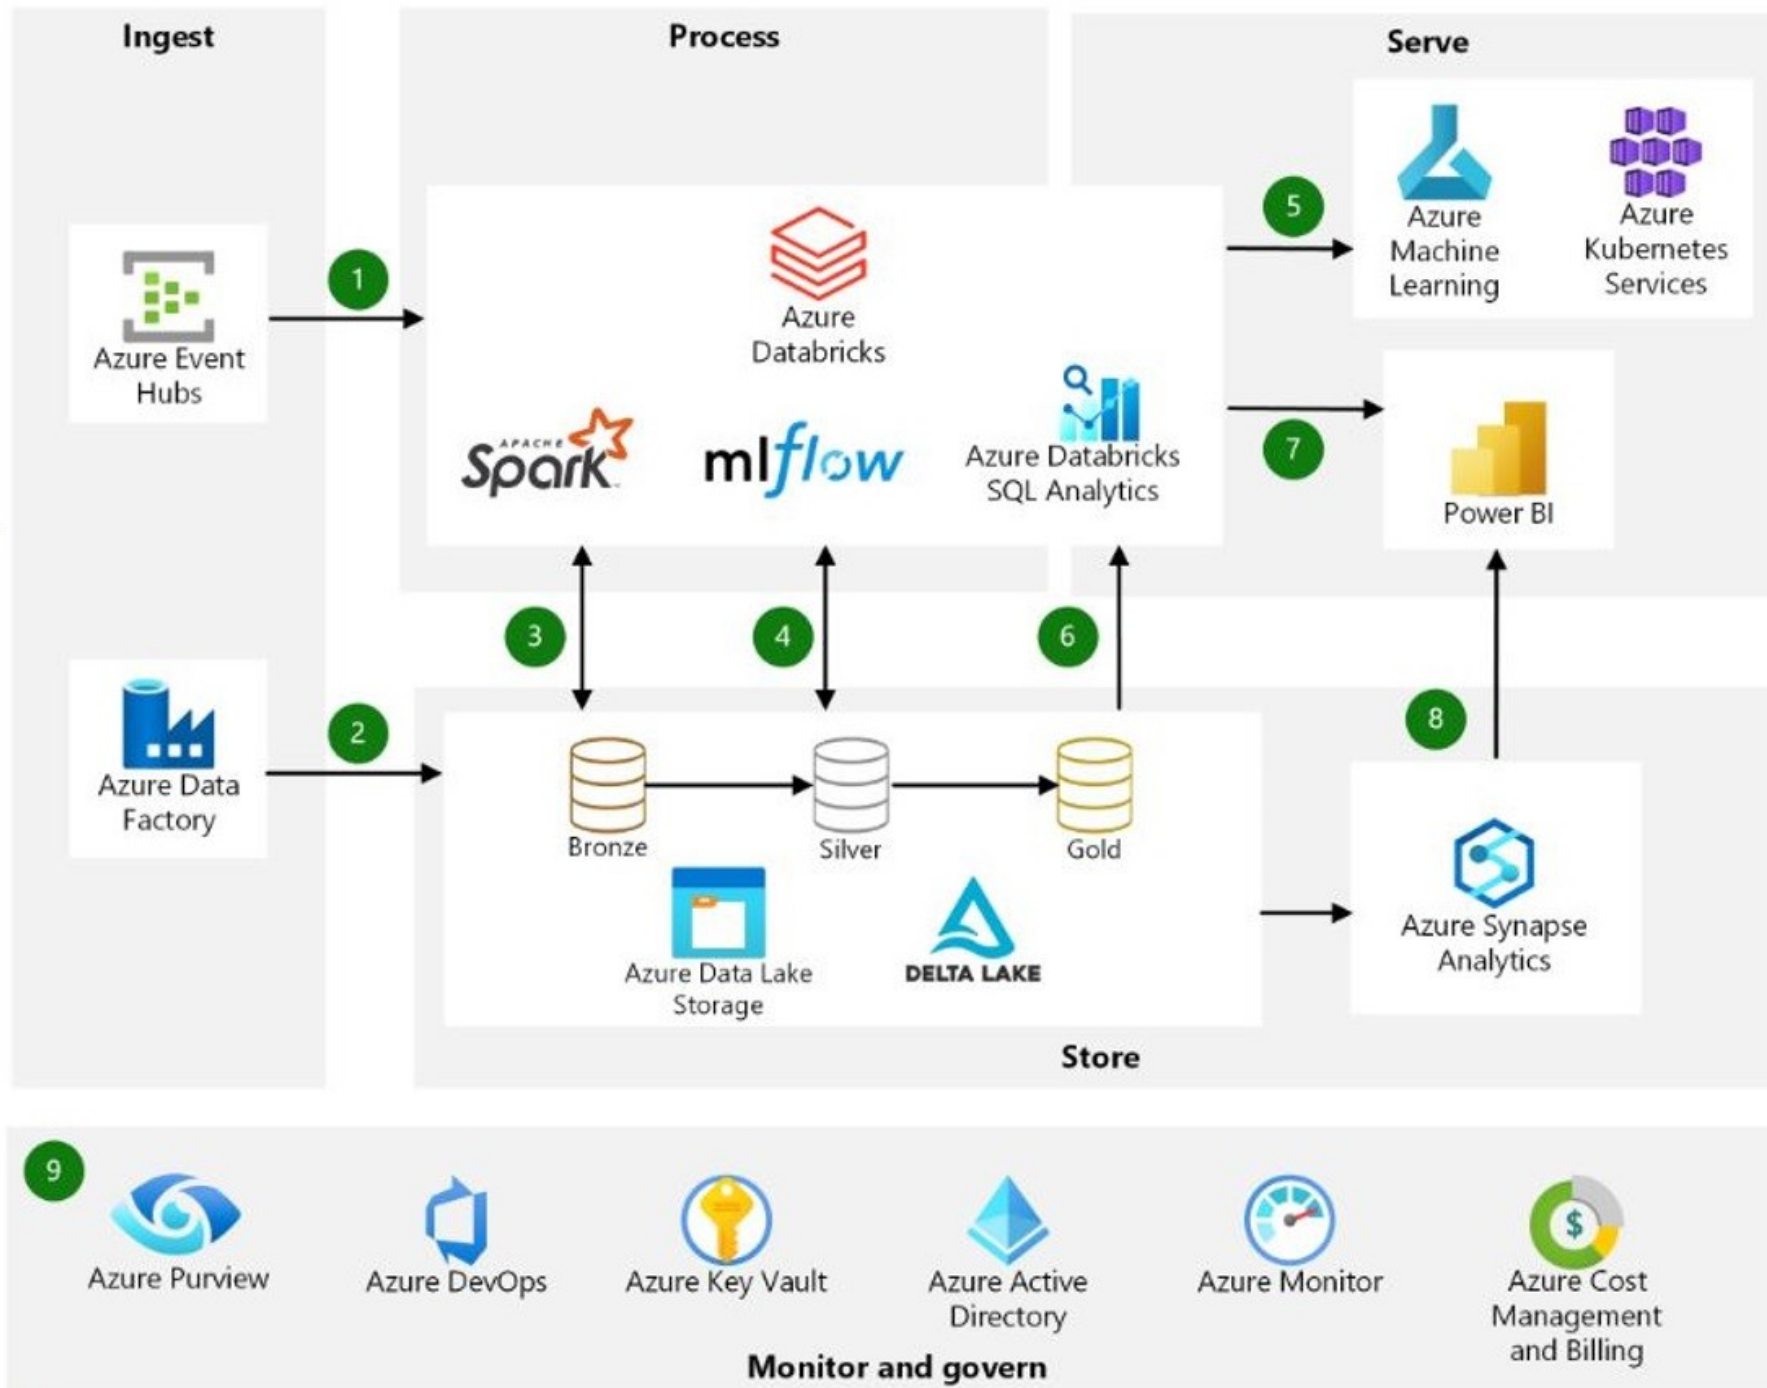 Ingest
Process
Serve
Azure
Machine
Learning
Azure
Kubernetes
Services
5
1
Azure
Databricks
Azure Event
Hubs
APACHE
Spark
mlflow
Azure Databricks
SQL Analytics
7
Power BI
3
4
6
2
8
Azure Data
Factory
Bronze
Silver
Gold
Azure Data Lake
Storage
DELTA LAKE
Azure Synapse
Analytics
Store
9
Azure Purview
Azure DevOps
Azure Key Vault
Azure Active
Directory
Azure Monitor
Azure Cost
Management
and Billing
$
Monitor and govern